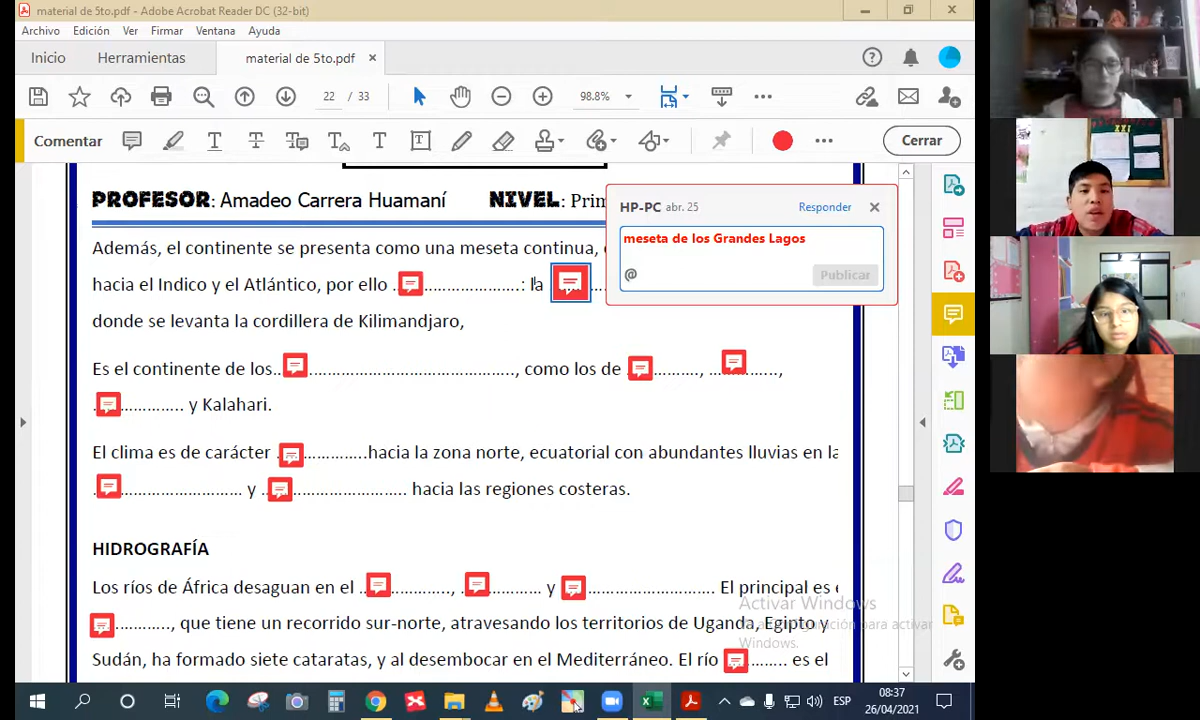 material de 5to.pdf - Adobe Acrobat Reader DC (32-bit)
Archivo Edición Ver Firmar Ventana Ayuda
Inicio Herramientas material de 5to.pdf ×
22 / 33 98.8%
Comentar Cerrar
PROFESOR: Amadeo Carrera Huamaní NIVEL: Prim
HP-PC abr. 25 Responder
meseta de los Grandes Lagos
@ Publicar
Además, el continente se presenta como una meseta continua,
hacia el Indico y el Atlántico, por ello ......................: la
donde se levanta la cordillera de Kilimandjaro,
Es el continente de los.. ................................................, como los de ..........., ..............,
............... y Kalahari.
El clima es de carácter ................hacia la zona norte, ecuatorial con abundantes lluvias en la
............................. y .................................. hacia las regiones costeras.
HIDROGRAFÍA
Los ríos de África desaguan en el ................, ............... y ............................... El principal es e
............., que tiene un recorrido sur-norte, atravesando los territorios de Uganda, Egipto y
Sudán, ha formado siete cataratas, y al desembocar en el Mediterráneo. El río ......... es el
Activar Windows
Ve a Configuración para activar
Windows.
XXI
ESP
08:37
26/04/2021